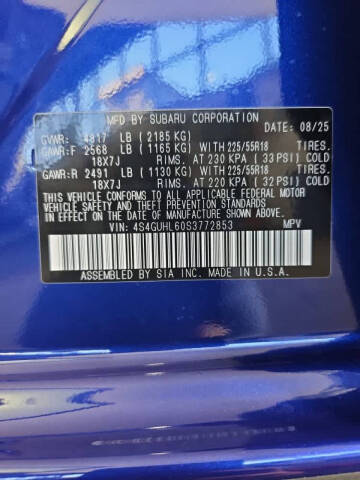 MFD BY SUBARU CORPORATION DATE: 08/25
GVWR: 4817 LB (2185 KG)
GAWR:F 2568 LB (1165 KG) WITH 225/55R18 TIRES.
18X7J RIMS. AT 230 KPA ( 33 PSI) COLD
GAWR:R 2491 LB (1130 KG) WITH 225/55R18 TIRES.
18X7J RIMS. AT 220 KPA ( 32 PSI) COLD
THIS VEHICLE CONFORMS TO ALL APPLICABLE FEDERAL MOTOR
VEHICLE SAFETY STANDARDS IN EFFECT ON THE DATE OF
MANUFACTURE SHOWN ABOVE.
VIN: 4S4GUHL60S3772853 MPV
ASSEMBLED BY SIA INC. MADE IN U.S.A.